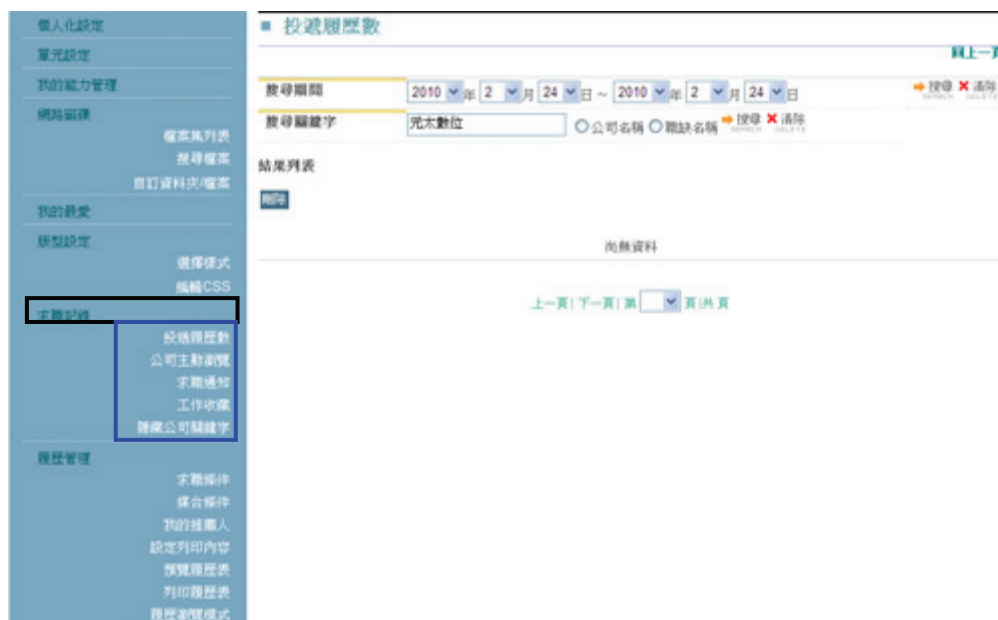 個人化設定
單元設定
我的能力管理
網路硬碟
檔案集列表
搜尋檔案
自訂資料夾/檔案
我的最愛
版型設定
選擇樣式
編輯CSS
求職記錄
投遞履歷數
公司主動瀏覽
求職通知
工作收藏
隱藏公司關鍵字
履歷管理
求職條件
媒合條件
我的推薦人
設定列印內容
預覽履歷表
列印履歷表
履歷瀏覽模式
投遞履歷數
回上一頁
搜尋期間 2010 年 2 月 24 日 ~ 2010 年 2 月 24 日 搜尋 SEARCH 清除 DELETE
搜尋關鍵字 元太數位 公司名稱 職缺名稱 搜尋 SEARCH 清除 DELETE
結果列表
刪除
尚無資料
上一頁| 下一頁| 第 頁|共 頁